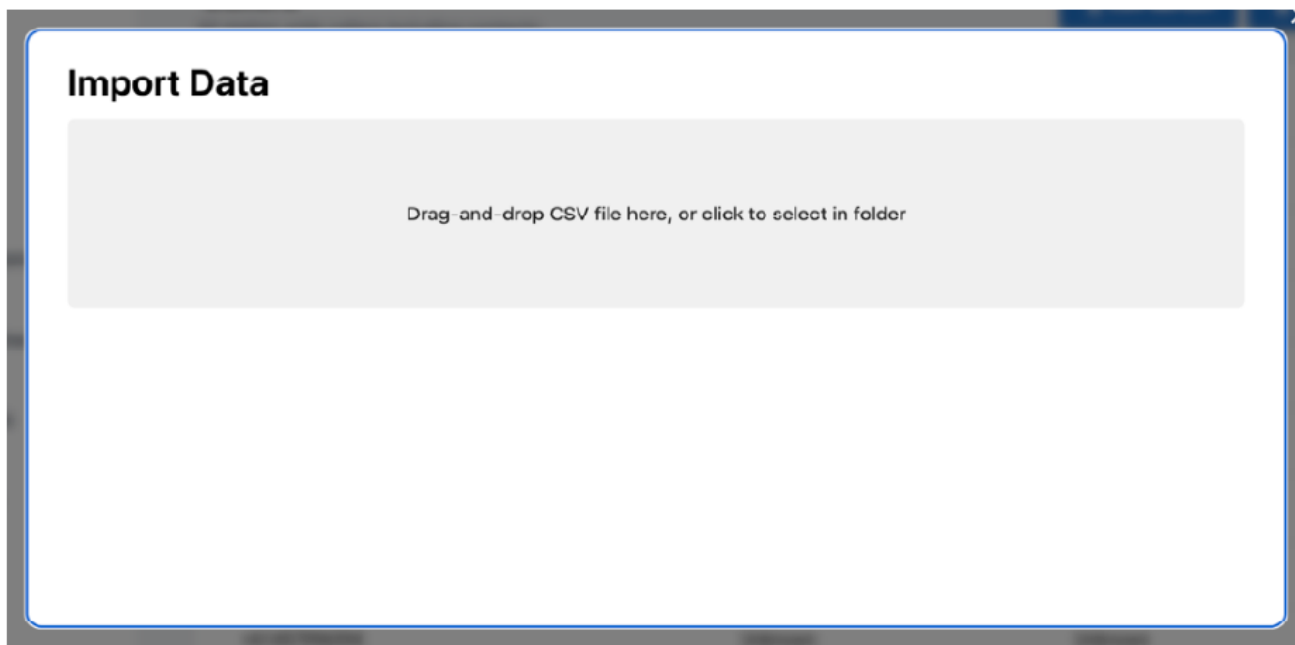 Import Data
Drag-and-drop CSV file here, or click to select in folder